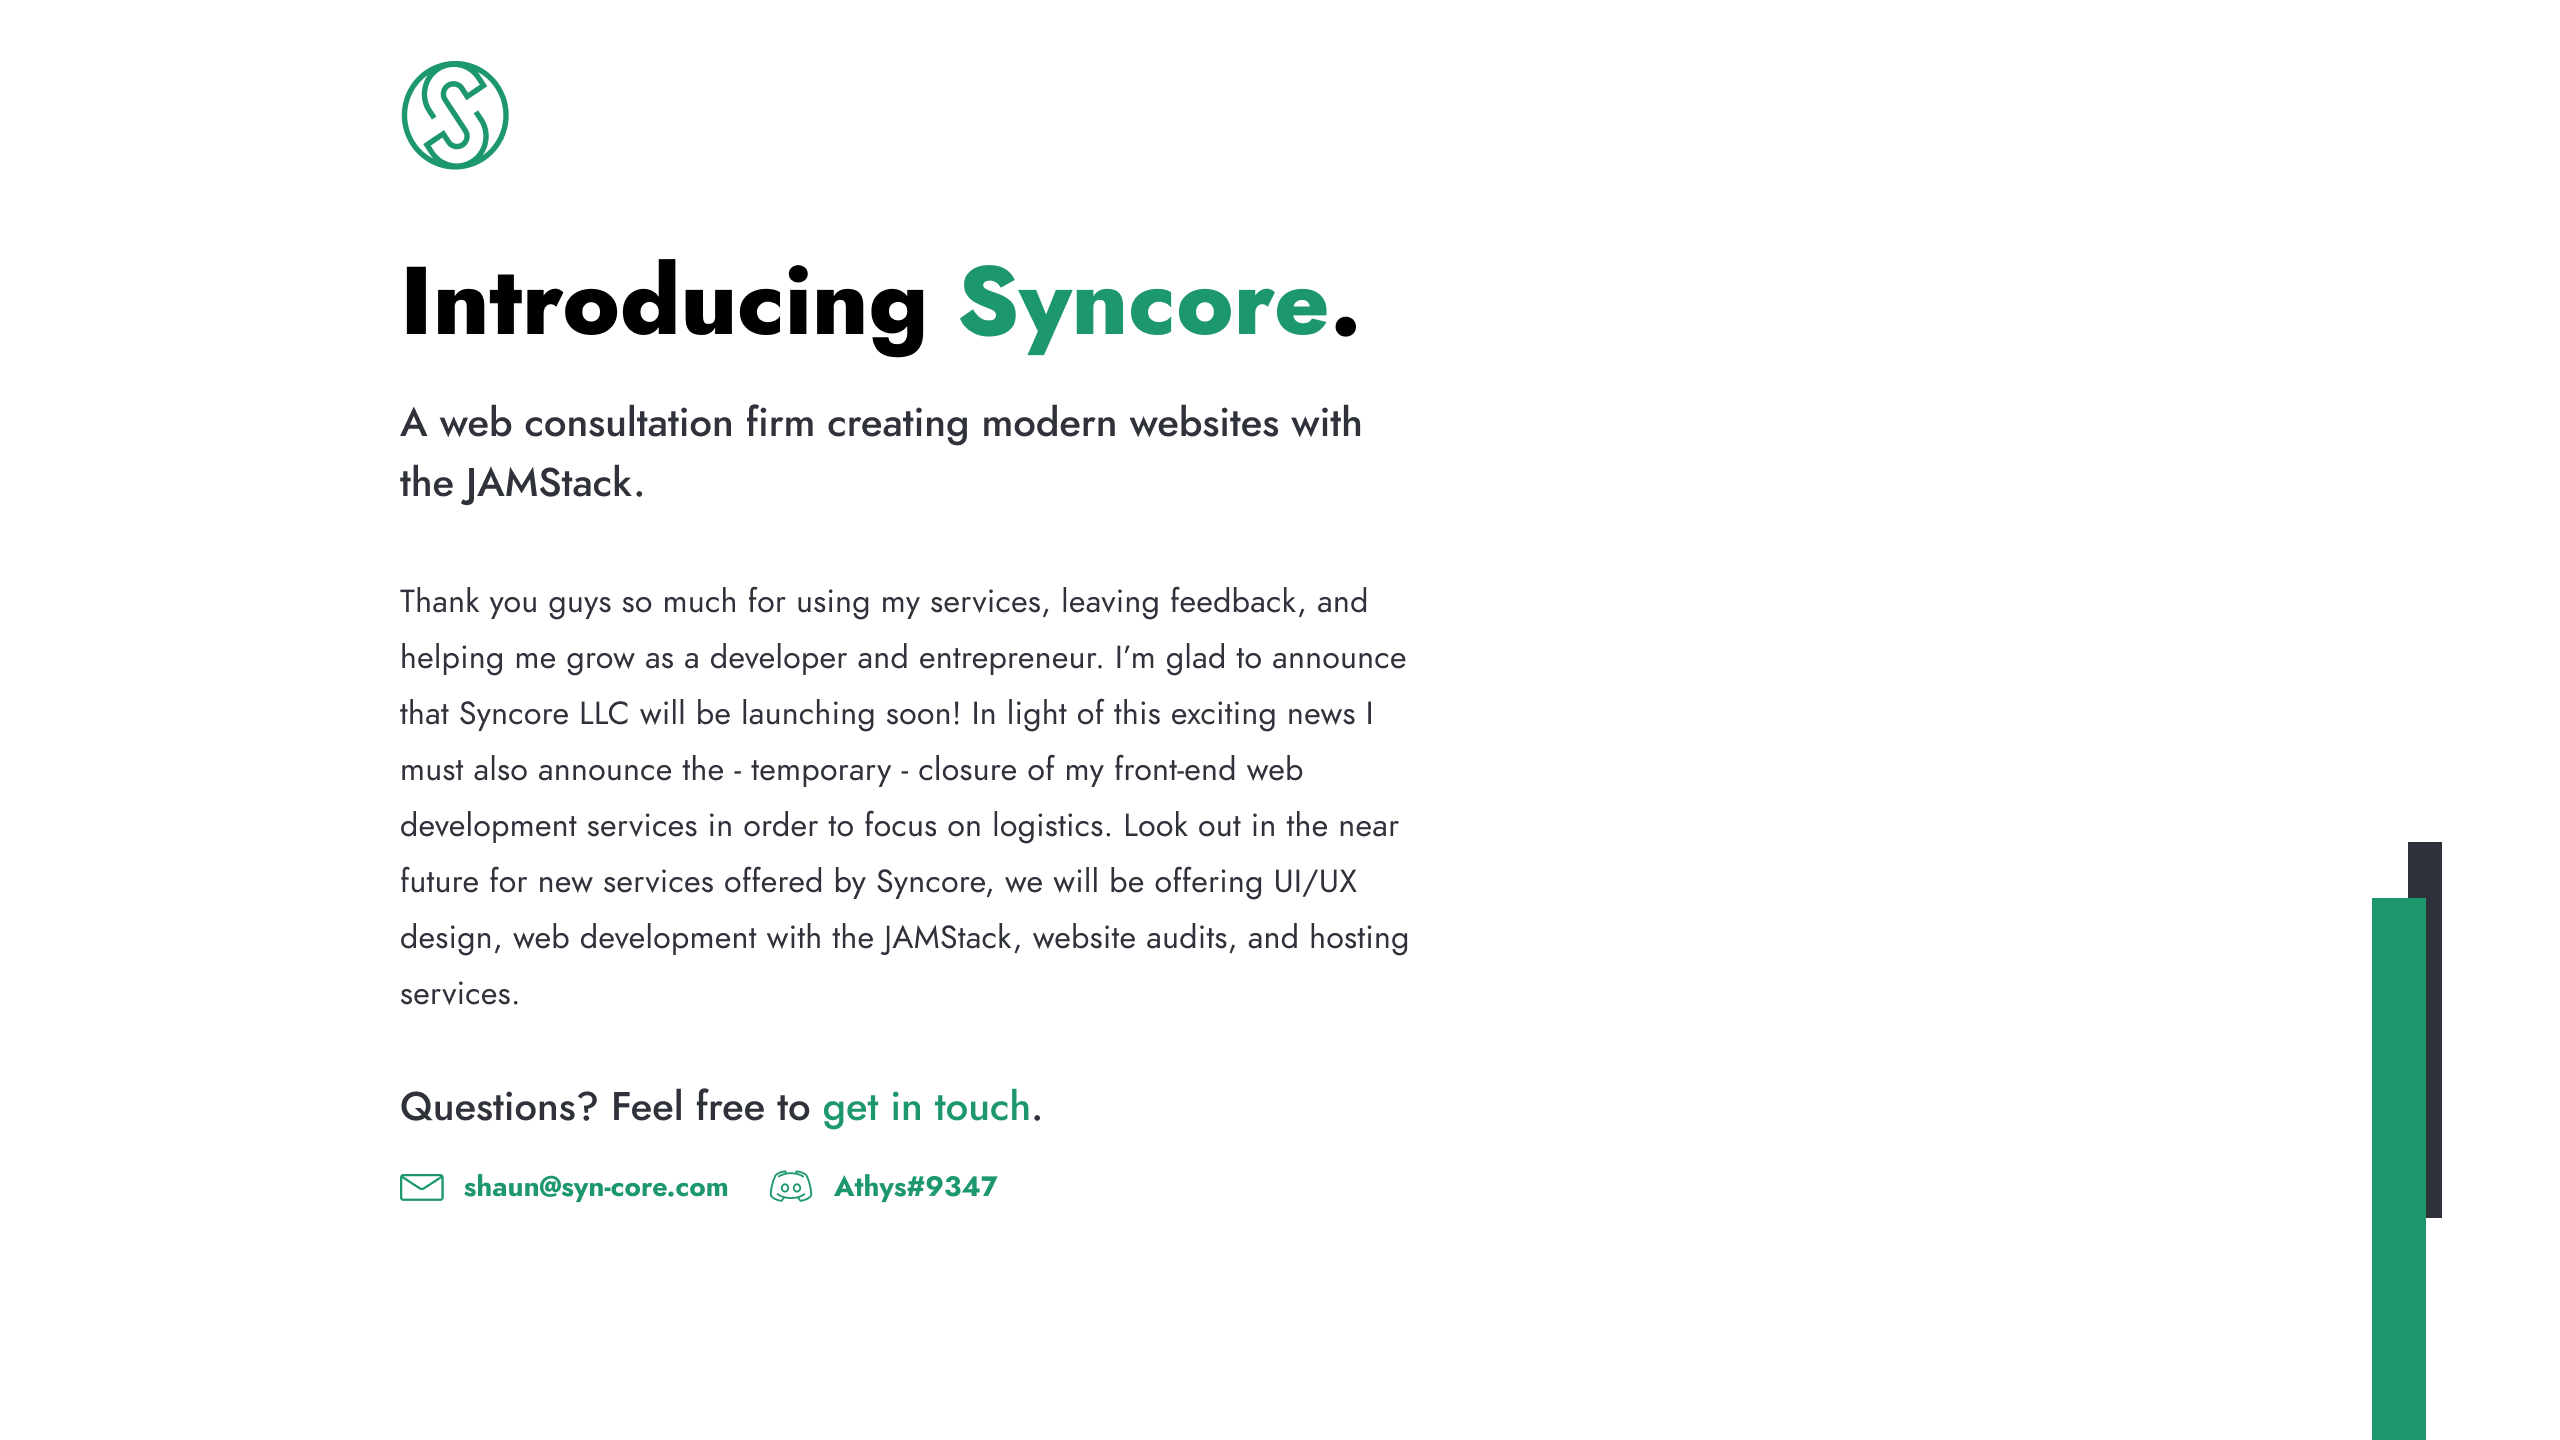 S
Introducing Syncore.
A web consultation firm creating modern websites with
the JAMStack.
Thank you guys so much for using my services, leaving feedback, and
helping me grow as a developer and entrepreneur. I’m glad to announce
that Syncore LLC will be launching soon! In light of this exciting news I
must also announce the - temporary - closure of my front-end web
development services in order to focus on logistics. Look out in the near
future for new services offered by Syncore, we will be offering UI/UX
design, web development with the JAMStack, website audits, and hosting
services.
Questions? Feel free to get in touch.
shaun@syn-core.com Athys#9347